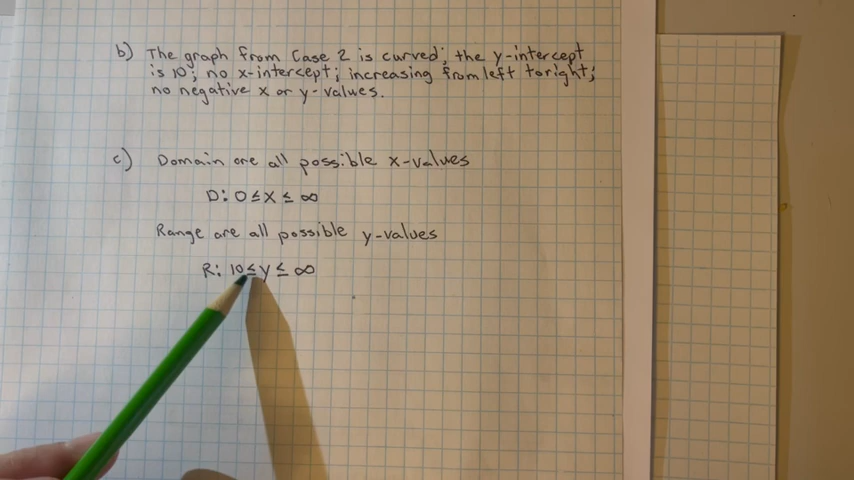 b) The graph from Case 2 is curved; the y-intercept
is 10; no x-intercept; increasing from left to right;
no negative x or y-values.
c) Domain are all possible x-values
D: 0 ≤ x ≤ ∞
Range are all possible y-values
R: 10 ≤ y ≤ ∞